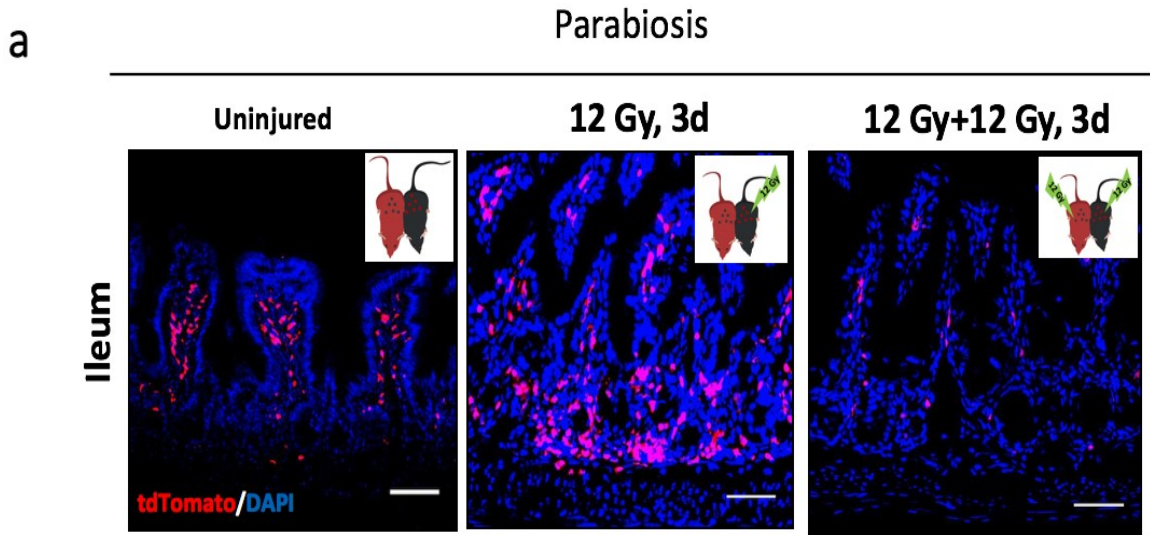 a
Parabiosis
Uninjured
12 Gy, 3d
12 Gy+12 Gy, 3d
12 Gy
12 Gy
12 Gy
Ileum
tdTomato/DAPI